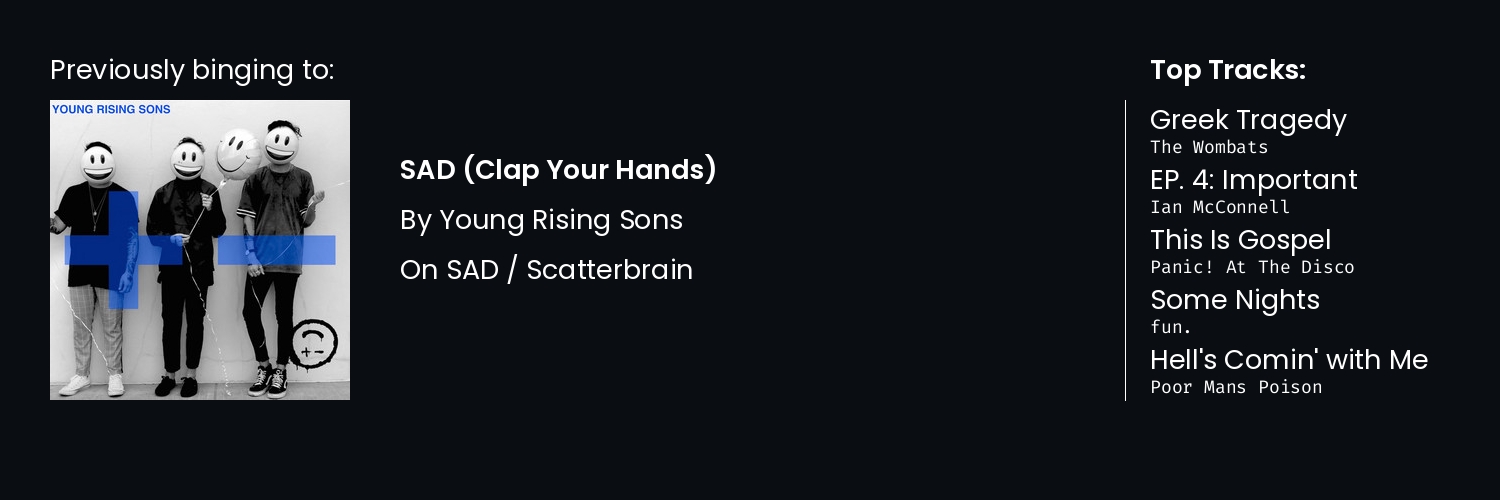 Previously binging to:
YOUNG RISING SONS
SAD (Clap Your Hands)
By Young Rising Sons
On SAD / Scatterbrain
Top Tracks:
Greek Tragedy
The Wombats
EP. 4: Important
Ian McConnell
This Is Gospel
Panic! At The Disco
Some Nights
fun.
Hell's Comin' with Me
Poor Mans Poison